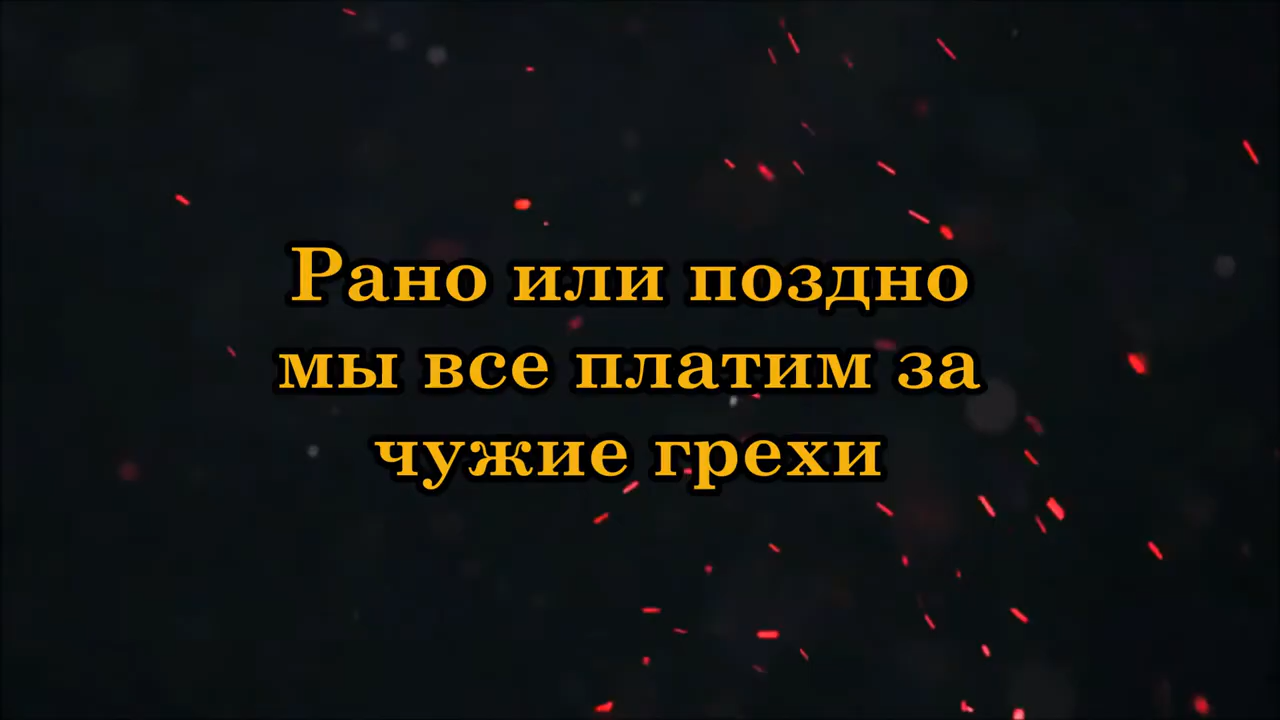 Рано или поздно
мы все платим за
чужие грехи